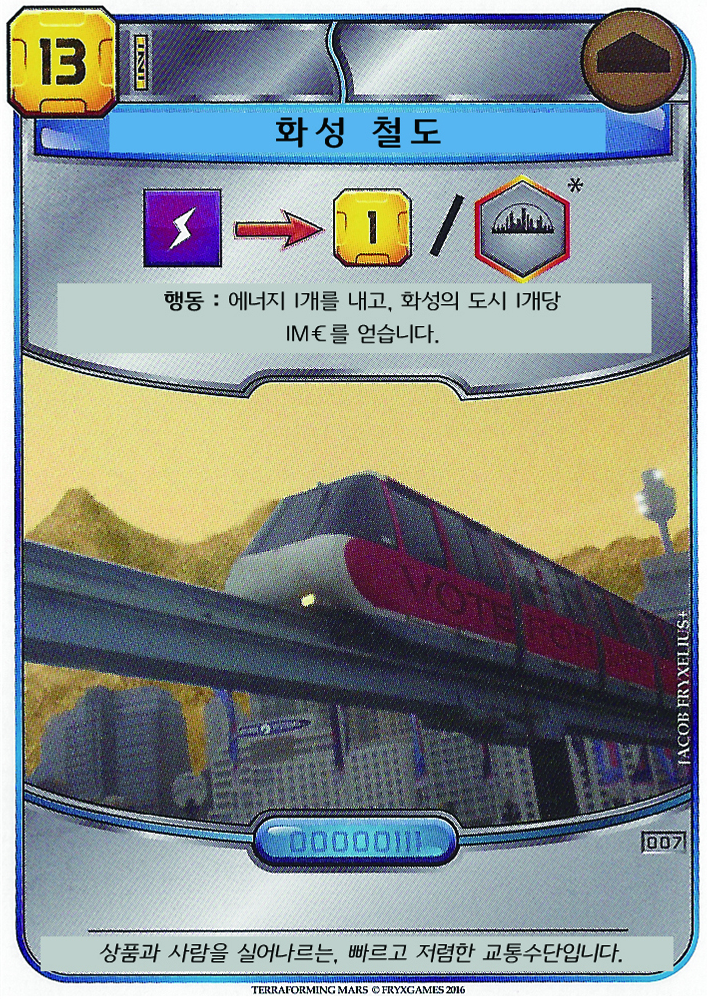 13
INIT
화성 철도
1 / *
행동 : 에너지 1개를 내고, 화성의 도시 1개당
1M€를 얻습니다.
VOTE FOR
JACOB FRYXELIUS
00000111
007
상품과 사람을 실어나르는, 빠르고 저렴한 교통수단입니다.
TERRAFORMING MARS © FRYXGAMES 2016